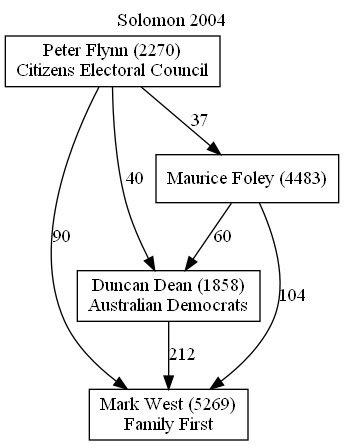 Solomon 2004
Peter Flynn (2270)
Citizens Electoral Council
37
Maurice Foley (4483)
40
90
60
Duncan Dean (1858)
Australian Democrats
104
212
Mark West (5269)
Family First